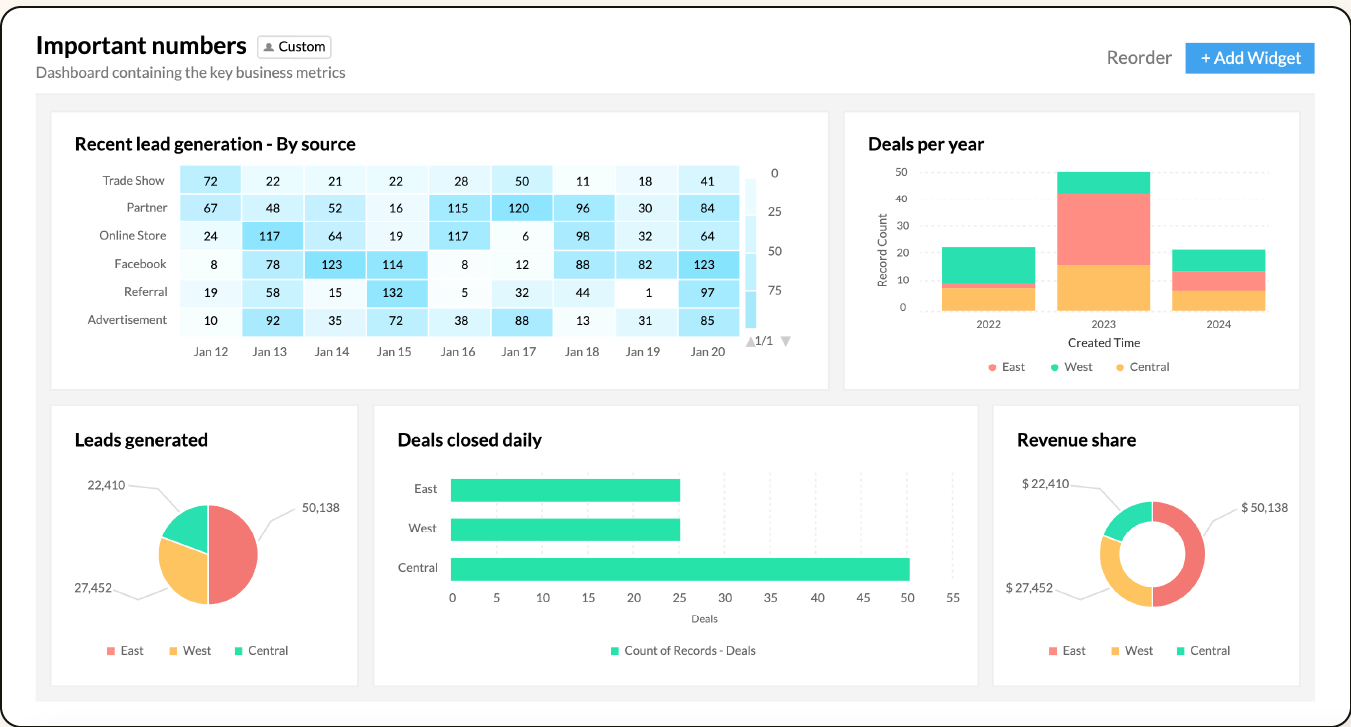 Important numbers Custom
Dashboard containing the key business metrics
Reorder + Add Widget
Recent lead generation - By source
Trade Show 72 22 21 22 28 50 11 18 41
Partner 67 48 52 16 115 120 96 30 84
Online Store 24 117 64 19 117 6 98 32 64
Facebook 8 78 123 114 8 12 88 82 123
Referral 19 58 15 132 5 32 44 1 97
Advertisement 10 92 35 72 38 88 13 31 85
Jan 12 Jan 13 Jan 14 Jan 15 Jan 16 Jan 17 Jan 18 Jan 19 Jan 20
0
25
50
75
1/1
Deals per year
Record Count
50
40
30
20
10
0
2022 2023 2024
Created Time
East West Central
Leads generated
22,410
50,138
27,452
East West Central
Deals closed daily
East
West
Central
0 5 10 15 20 25 30 35 40 45 50 55
Deals
Count of Records - Deals
Revenue share
$ 22,410
$ 50,138
$ 27,452
East West Central